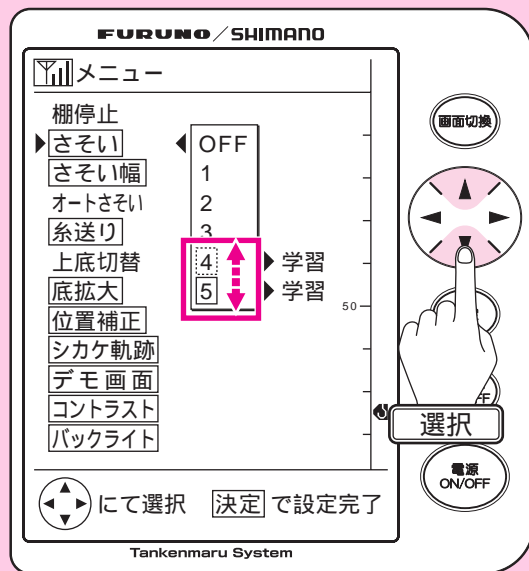 FURUNO/SHIMANO
メニュー
棚停止
さそい
さそい幅
オートさそい
糸送り
上底切替
底拡大
位置補正
シカケ軌跡
デモ画面
コントラスト
バックライト
OFF
1
2
3
4 学習
5 学習
50
にて選択 決定で設定完了
Tankenmaru System
画面切換
選択
電源
ON/OFF